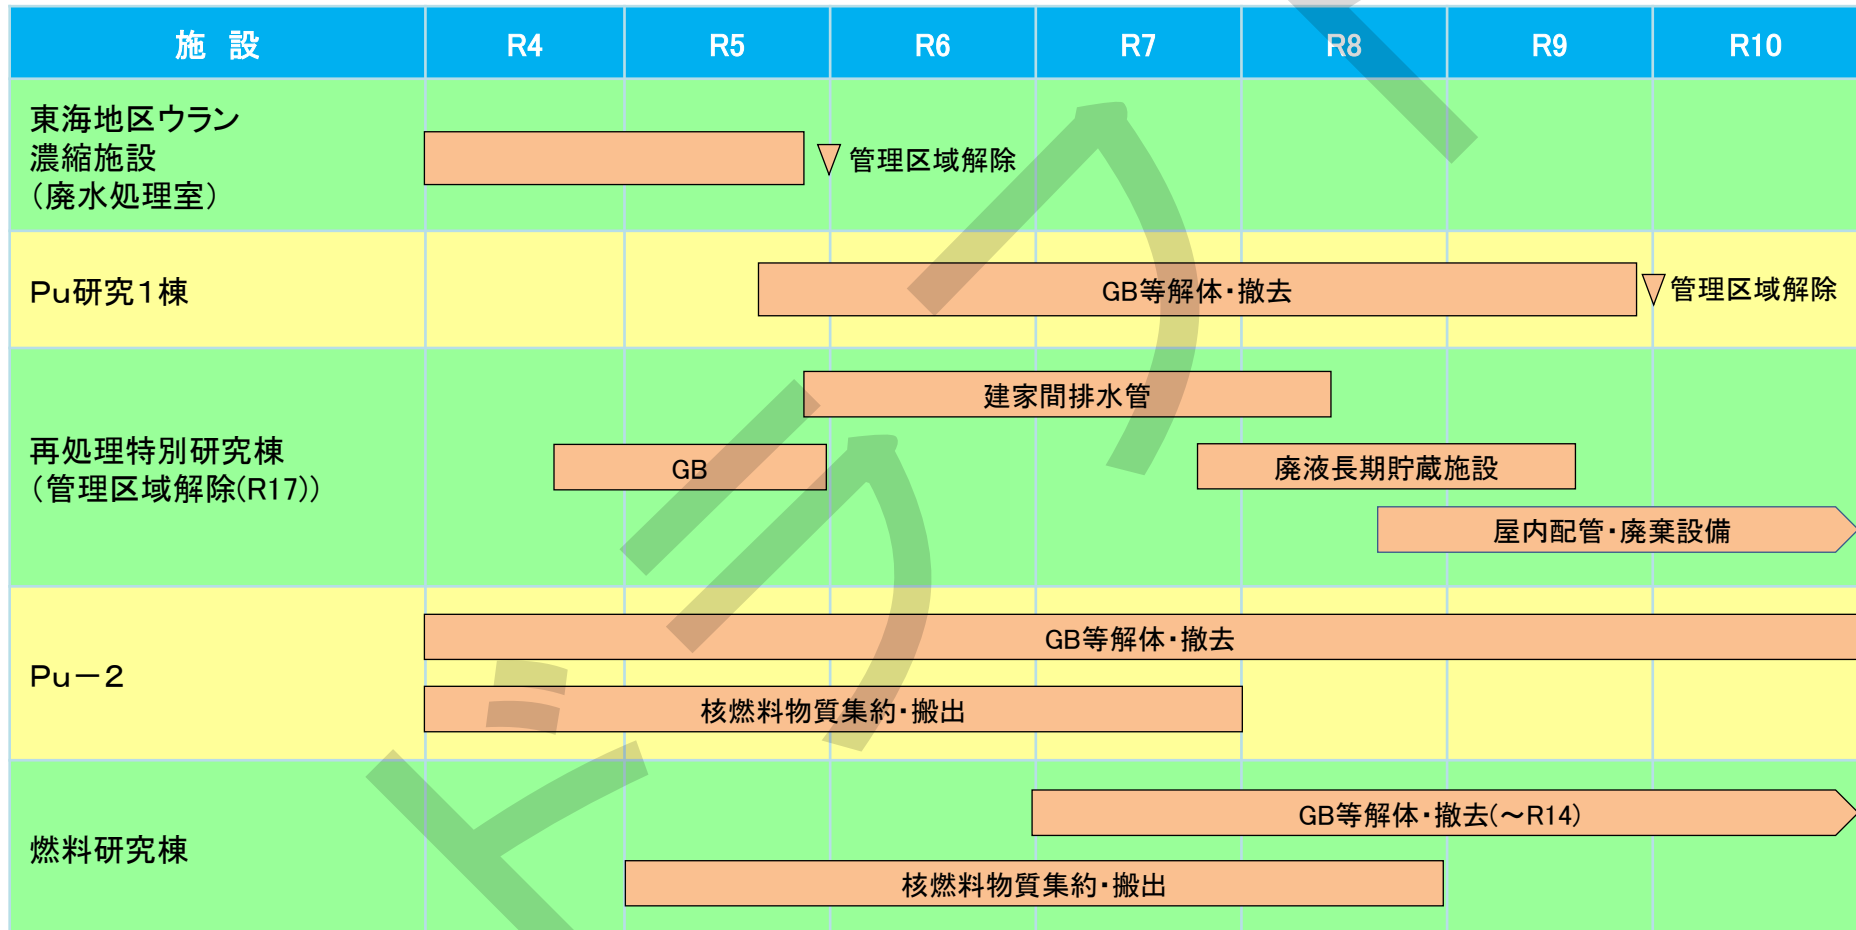 施 設 R4 R5 R6 R7 R8 R9 R10
東海地区ウラン
濃縮施設
（廃水処理室）
管理区域解除
Pu研究１棟
GB等解体・撤去
管理区域解除
再処理特別研究棟
（管理区域解除(R17)）
建家間排水管
GB
廃液長期貯蔵施設
屋内配管・廃棄設備
Pu－2
GB等解体・撤去
核燃料物質集約・搬出
燃料研究棟
GB等解体・撤去(～R14)
核燃料物質集約・搬出
ドラフト